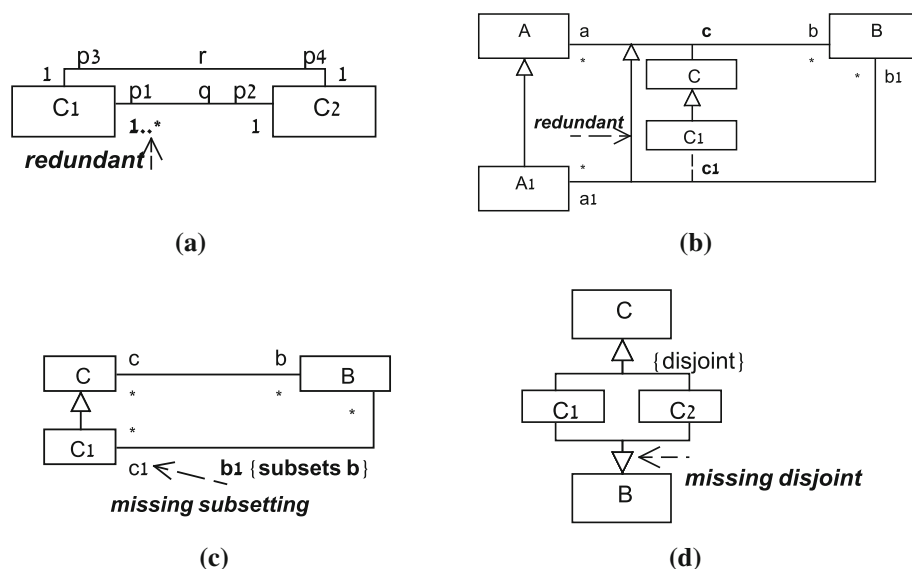 p3 r p4
1 1
C1 p1 q p2 C2
1..* 1
redundant
(a)
A a c b B
* * * b1
C
redundant
C1
* c1
A1 a1
(b)
c b
C B
* * *
C1 *
c1 b1 {subsets b}
missing subsetting
(c)
C
{disjoint}
C1 C2
missing disjoint
B
(d)